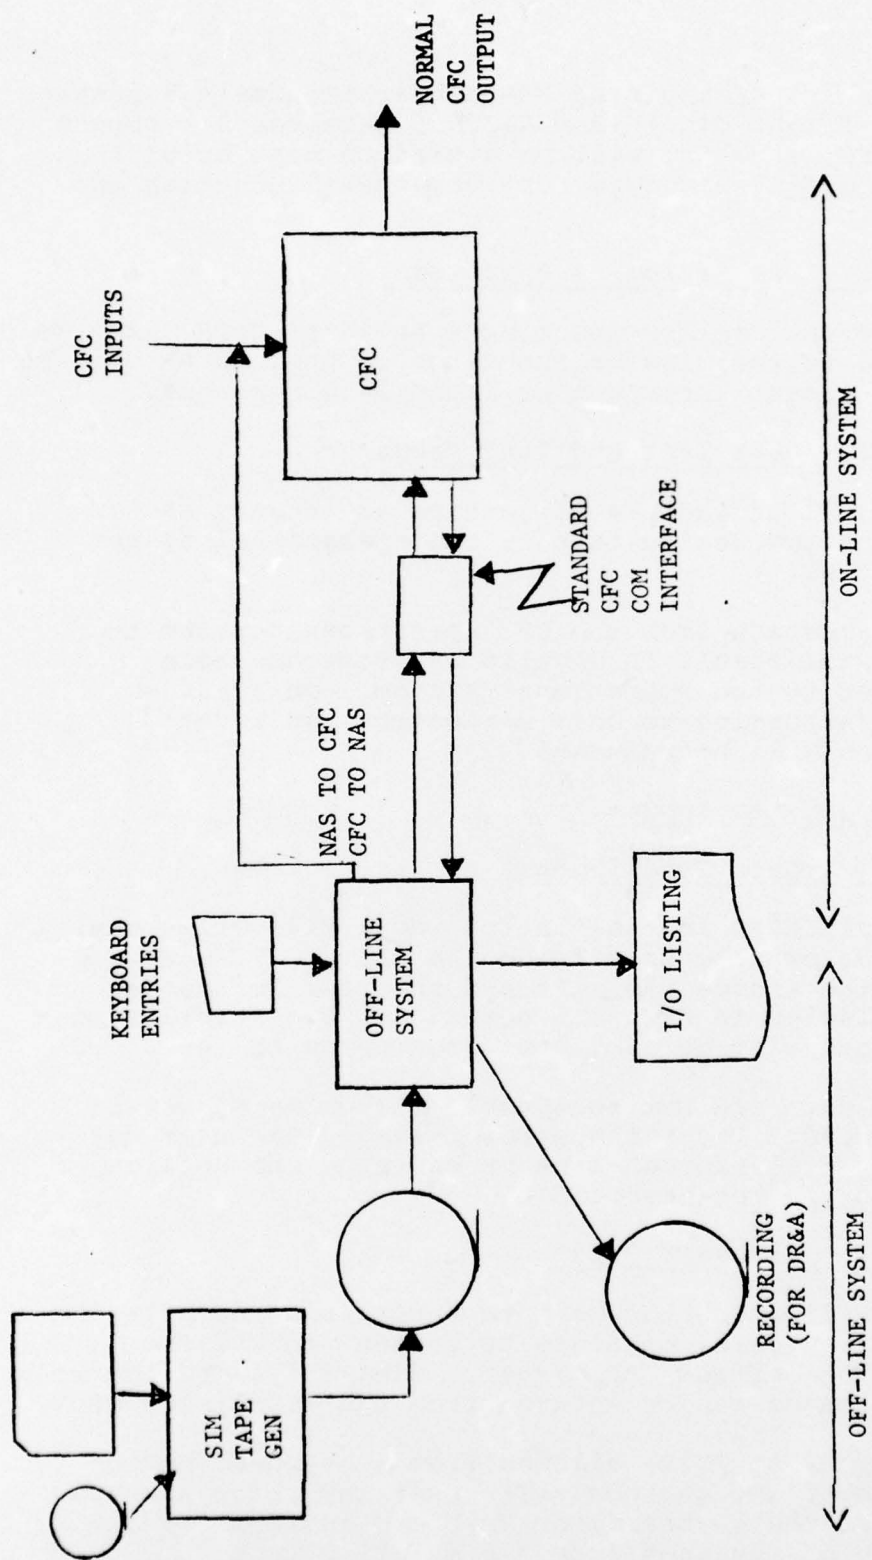 SIM
TAPE
GEN
KEYBOARD
ENTRIES
OFF-LINE
SYSTEM
NAS TO CFC
CFC TO NAS
CFC
INPUTS
CFC
NORMAL
CFC
OUTPUT
STANDARD
CFC
COM
INTERFACE
I/O LISTING
RECORDING
(FOR DR&A)
OFF-LINE SYSTEM
ON-LINE SYSTEM